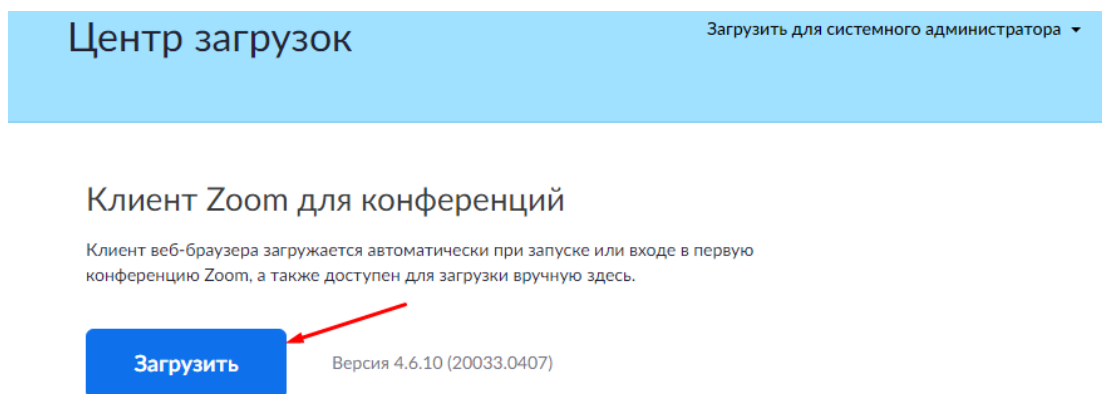 Центр загрузок
Загрузить для системного администратора
Клиент Zoom для конференций
Клиент веб-браузера загружается автоматически при запуске или входе в первую
конференцию Zoom, а также доступен для загрузки вручную здесь.
Загрузить
Версия 4.6.10 (20033.0407)